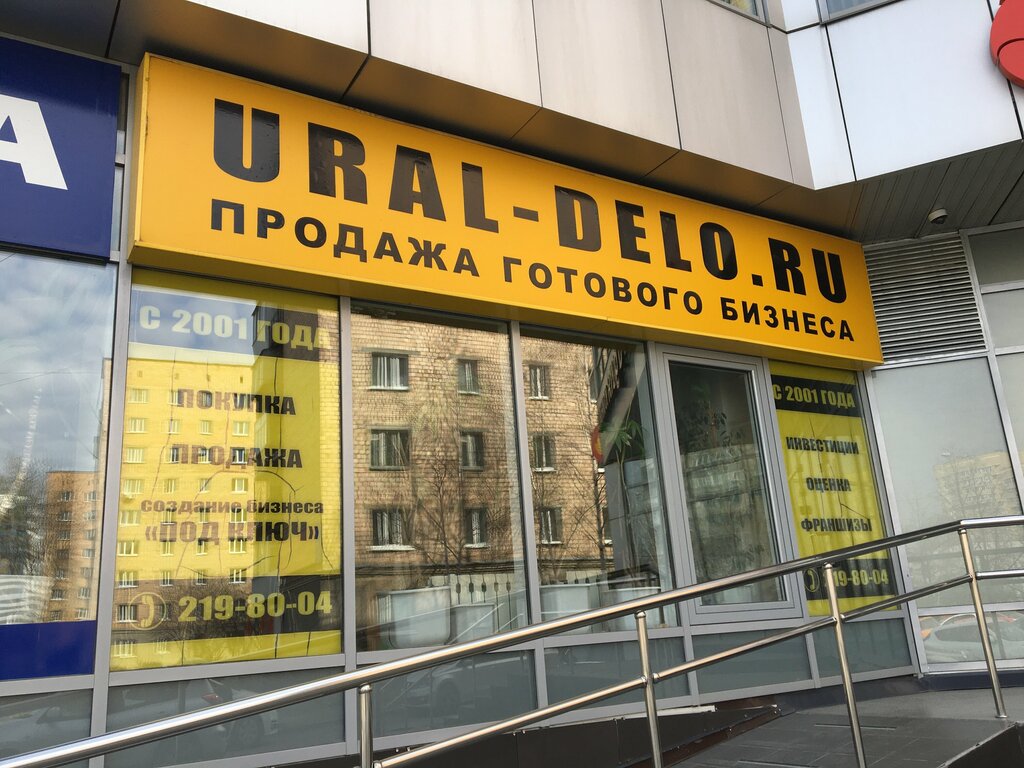 А
URAL-DELO.RU
ПРОДАЖА ГОТОВОГО БИЗНЕСА
С 2001 ГОДА
ПОКУПКА
ПРОДАЖА
создание бизнеса
«ПОД КЛЮЧ»
219-80-04
С 2001 ГОДА
ИНВЕСТИЦИИ
ОЦЕНКА
ФРАНШИЗЫ
219-80-04